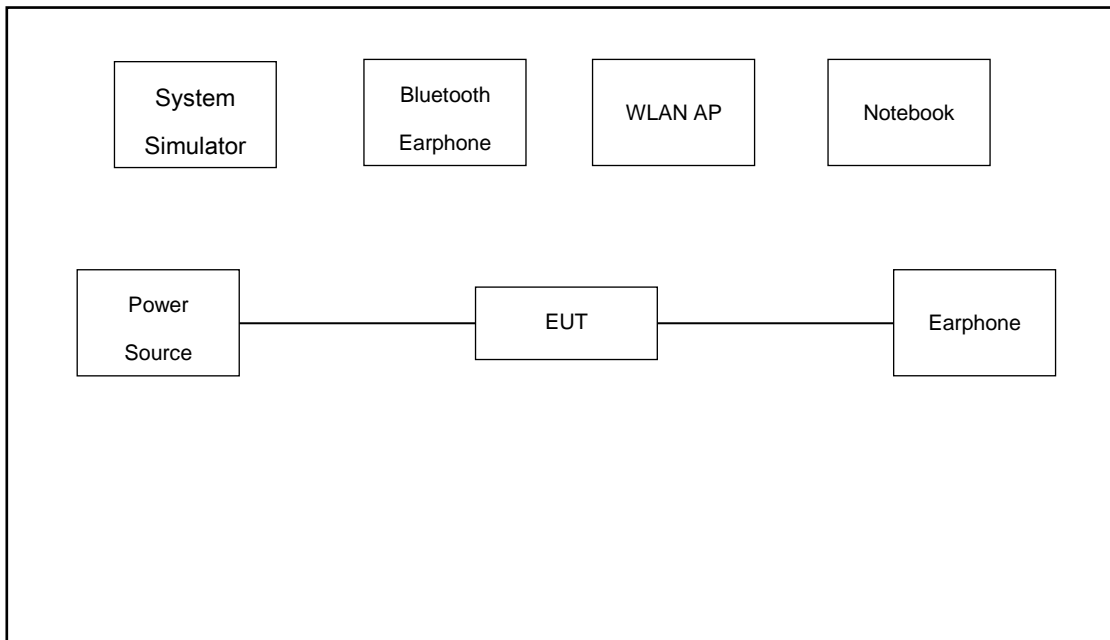 System
Simulator
Bluetooth
Earphone
WLAN AP
Notebook
Power
Source
EUT
Earphone